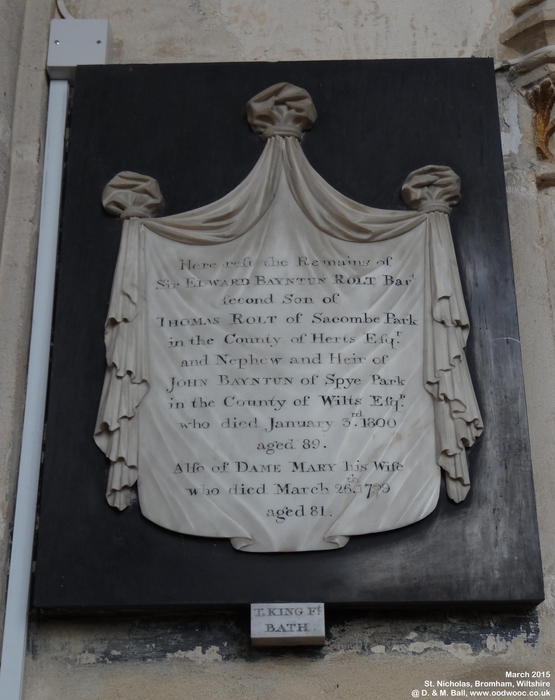 Here reſt the Remains of
Sir EDWARD BAYNTUN ROLT Barᵗ
ſecond Son of
THOMAS ROLT of Sacombe Park
in the County of Herts Eſqʳ.
and Nephew and Heir of
JOHN BAYNTUN of Spye Park
in the County of Wilts Eſqʳ.
who died January 3.ʳᵈ 1800
aged 89.
Alſo of DAME MARY his Wife
who died March 26
aged 81.
T. KING Fᵗ
BATH
March 2015
St. Nicholas, Bromham, Wiltshire
@ D. & M. Ball, www.oodwooc.co.uk